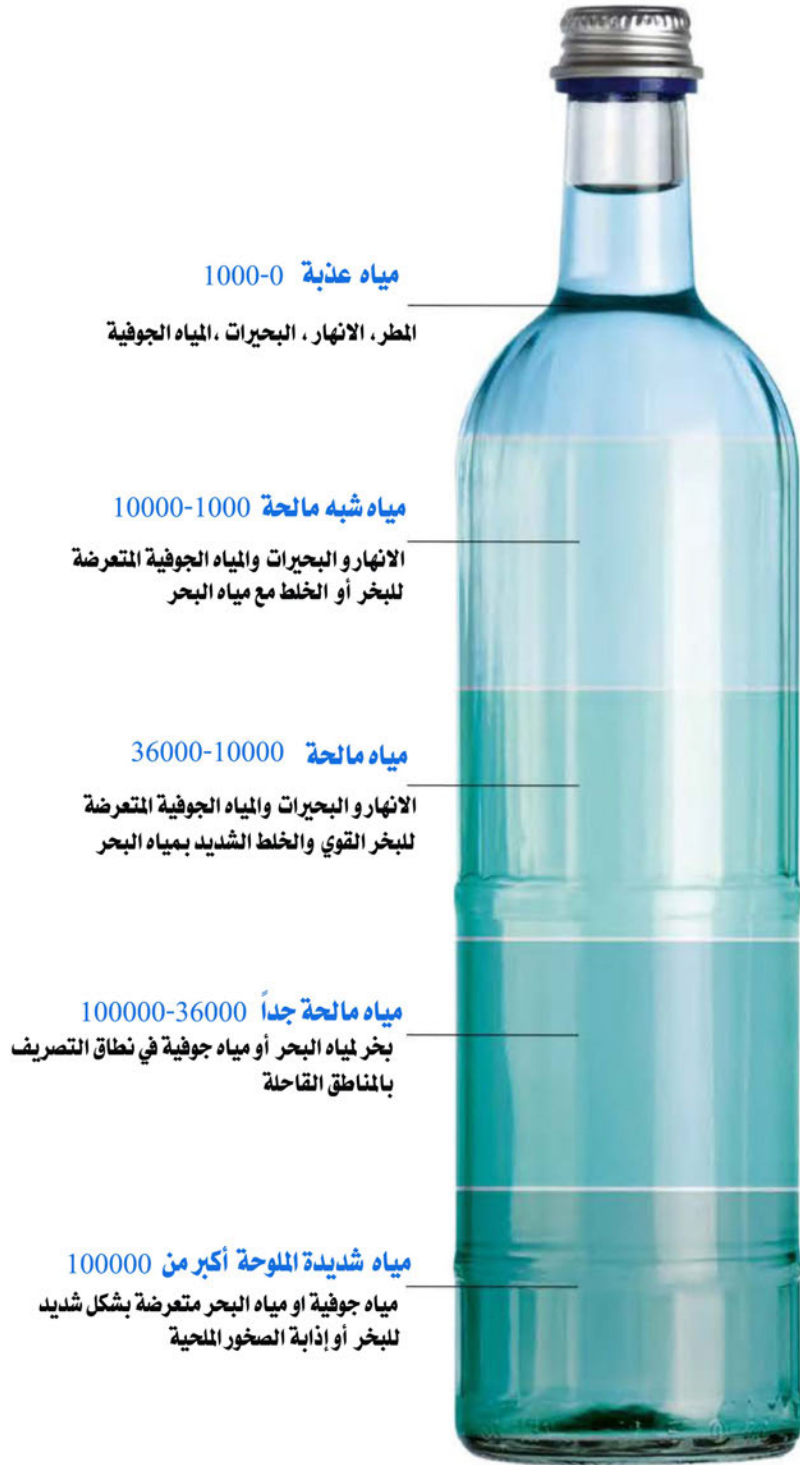 مياه عذبة 0-1000
المطر، الانهار ، البحيرات ،المياه الجوفية
مياه شبه مالحة 1000-10000
الانهار و البحيرات والمياه الجوفية المتعرضة
للبخر أو الخلط مع مياه البحر
مياه مالحة 10000-36000
الانهار و البحيرات والمياه الجوفية المتعرضة
للبخر القوي والخلط الشديد بمياه البحر
مياه مالحة جداً 36000-100000
بخر لمياه البحر أو مياه جوفية في نطاق التصريف
بالمناطق القاحلة
مياه شديدة الملوحة أكبر من 100000
مياه جوفية او مياه البحر متعرضة بشكل شديد
للبخر أو إذابة الصخور الملحية